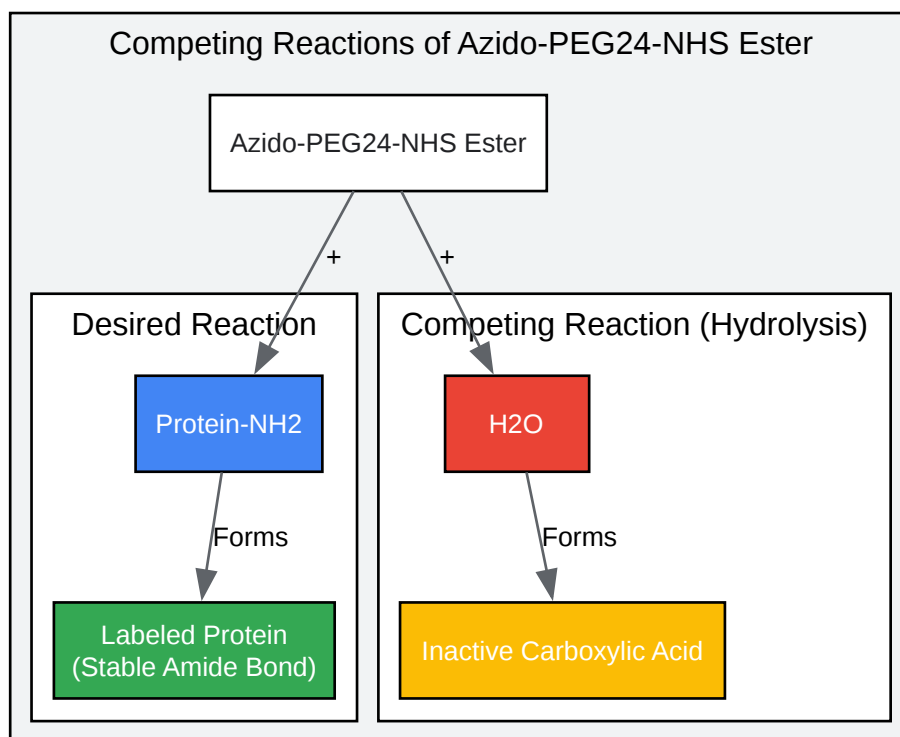 Competing Reactions of Azido-PEG24-NHS Ester
Azido-PEG24-NHS Ester
+
+
Desired Reaction
Competing Reaction (Hydrolysis)
Protein-NH2
H2O
Forms
Forms
Labeled Protein
(Stable Amide Bond)
Inactive Carboxylic Acid